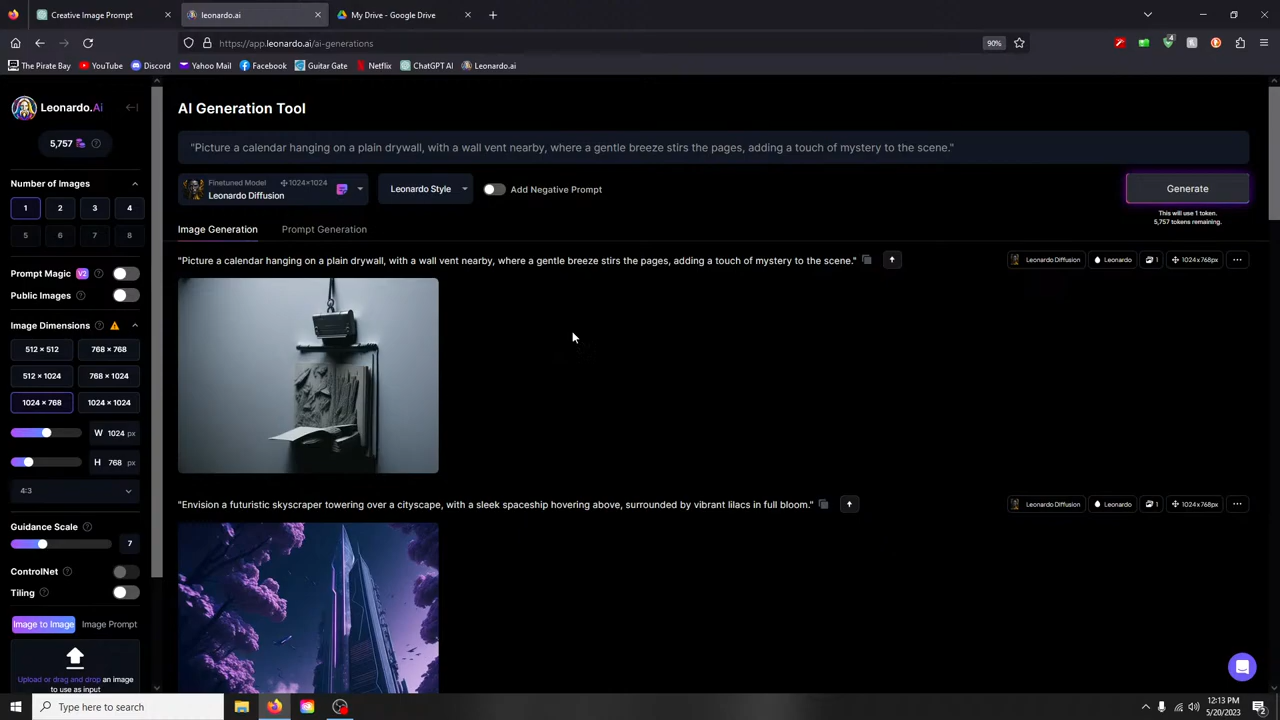 Creative Image Prompt
leonardo.ai
My Drive - Google Drive
https://app.leonardo.ai/ai-generations
90%
4
The Pirate Bay
YouTube
Discord
Yahoo Mail
Facebook
Guitar Gate
Netflix
ChatGPT AI
Leonardo.ai
Leonardo.Ai
5,757
Number of Images
1 2 3 4
5 6 7 8
Prompt Magic V2
Public Images
Image Dimensions
512 × 512 768 × 768
512 × 1024 768 × 1024
1024 × 768 1024 × 1024
W 1024 px
H 768 px
4:3
Guidance Scale
7
ControlNet
Tiling
Image to Image Image Prompt
Upload or drag and drop an image
to use as input
AI Generation Tool
"Picture a calendar hanging on a plain drywall, with a wall vent nearby, where a gentle breeze stirs the pages, adding a touch of mystery to the scene."
Finetuned Model 1024×1024
Leonardo Diffusion
Leonardo Style
Add Negative Prompt
Generate
This will use 1 token.
5,757 tokens remaining.
Image Generation Prompt Generation
"Picture a calendar hanging on a plain drywall, with a wall vent nearby, where a gentle breeze stirs the pages, adding a touch of mystery to the scene."
Leonardo Diffusion Leonardo 1 1024x768px
"Envision a futuristic skyscraper towering over a cityscape, with a sleek spaceship hovering above, surrounded by vibrant lilacs in full bloom."
Leonardo Diffusion Leonardo 1 1024x768px
Type here to search
12:13 PM
5/20/2023
2